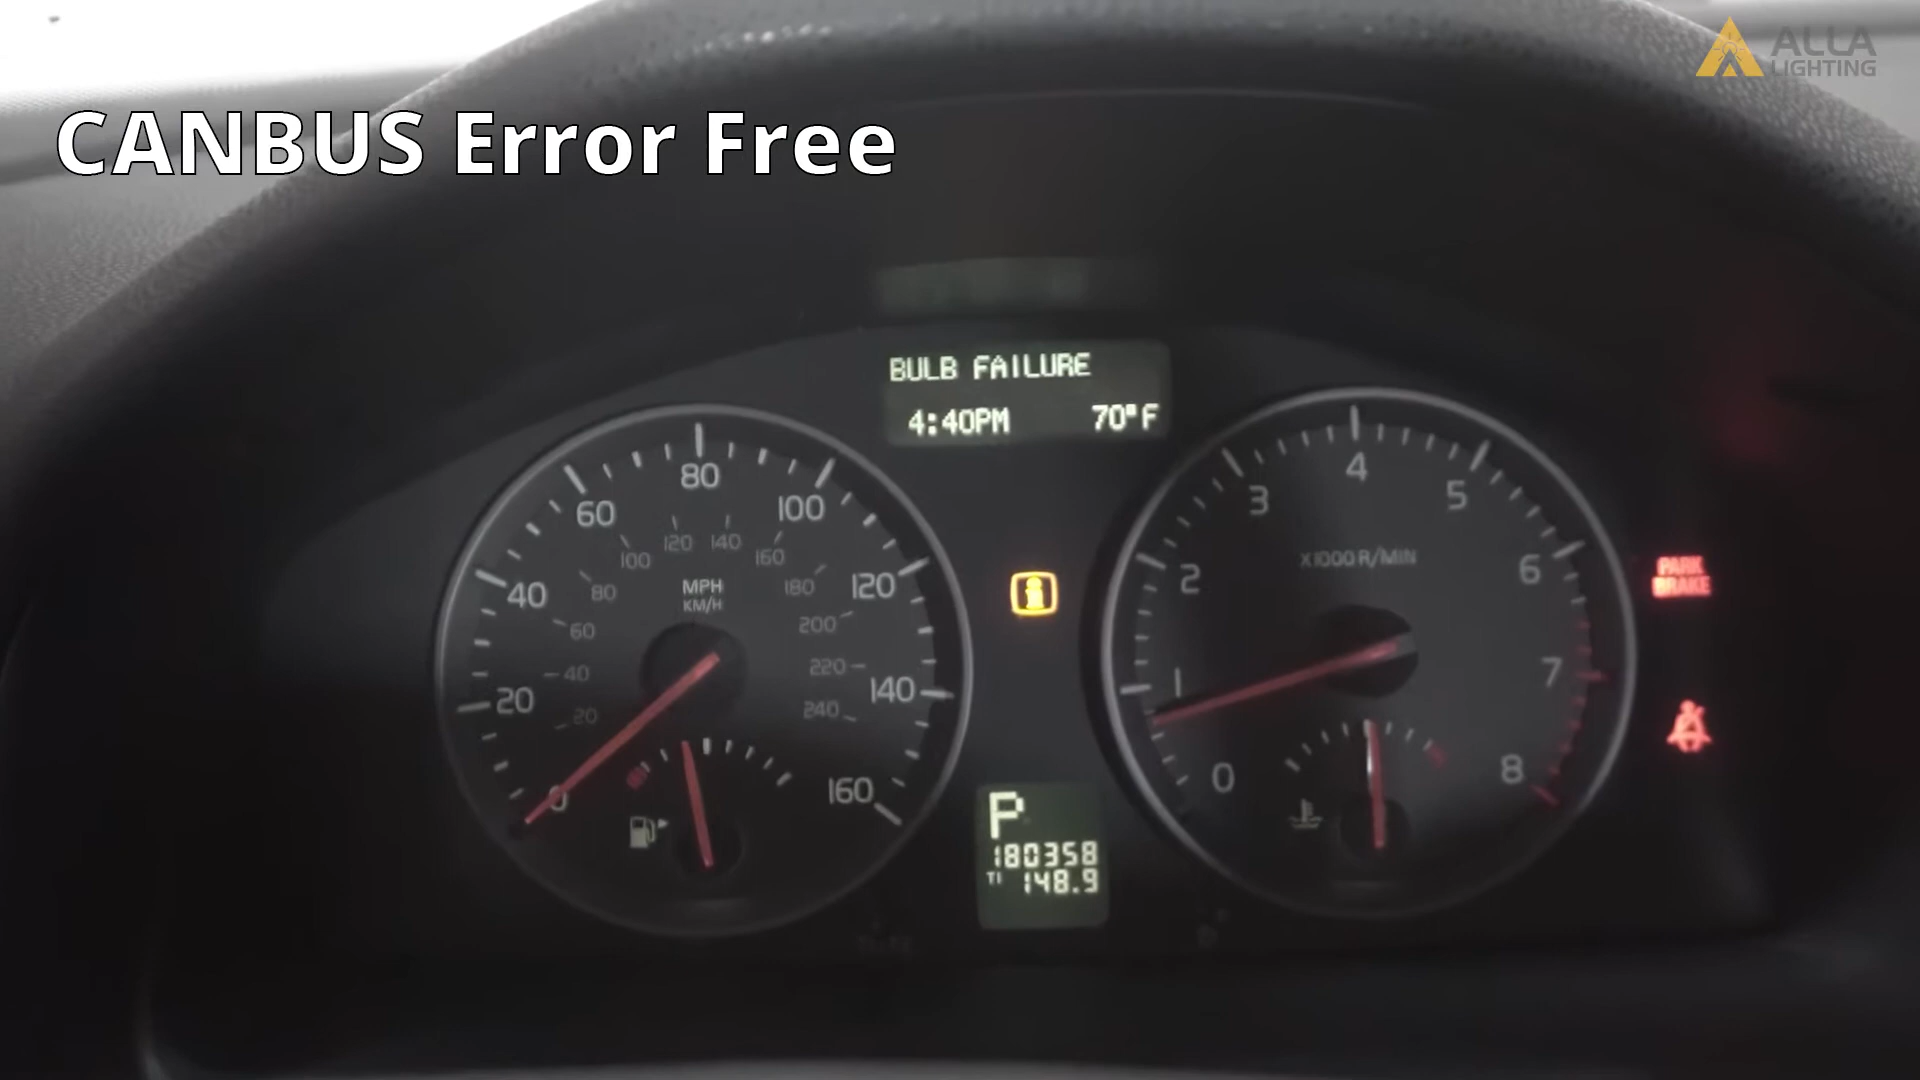 ALLA
LIGHTING
CANBUS Error Free
BULB FAILURE
4:40PM 70°F
0
20
40
60
80
100
120
140
160
20
40
60
80
100
120
140
160
180
200
220
240
MPH
KM/H
P
180358
T1 148.9
0
1
2
3
4
5
6
7
8
X1000 R/MIN
PARK
BRAKE